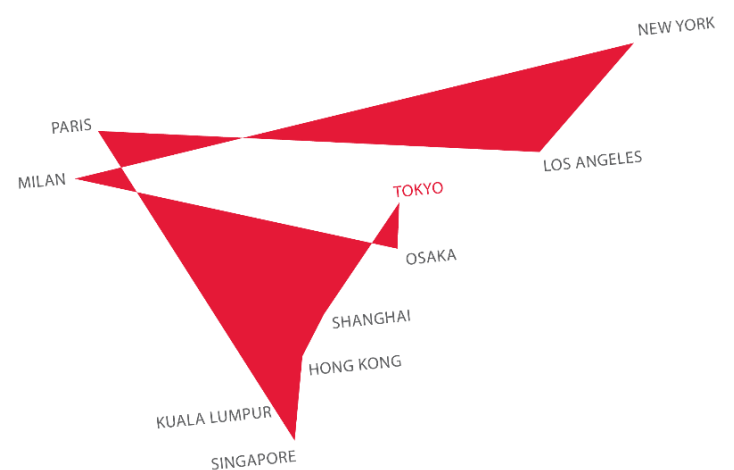 NEW YORK
PARIS
LOS ANGELES
MILAN
TOKYO
OSAKA
SHANGHAI
HONG KONG
KUALA LUMPUR
SINGAPORE